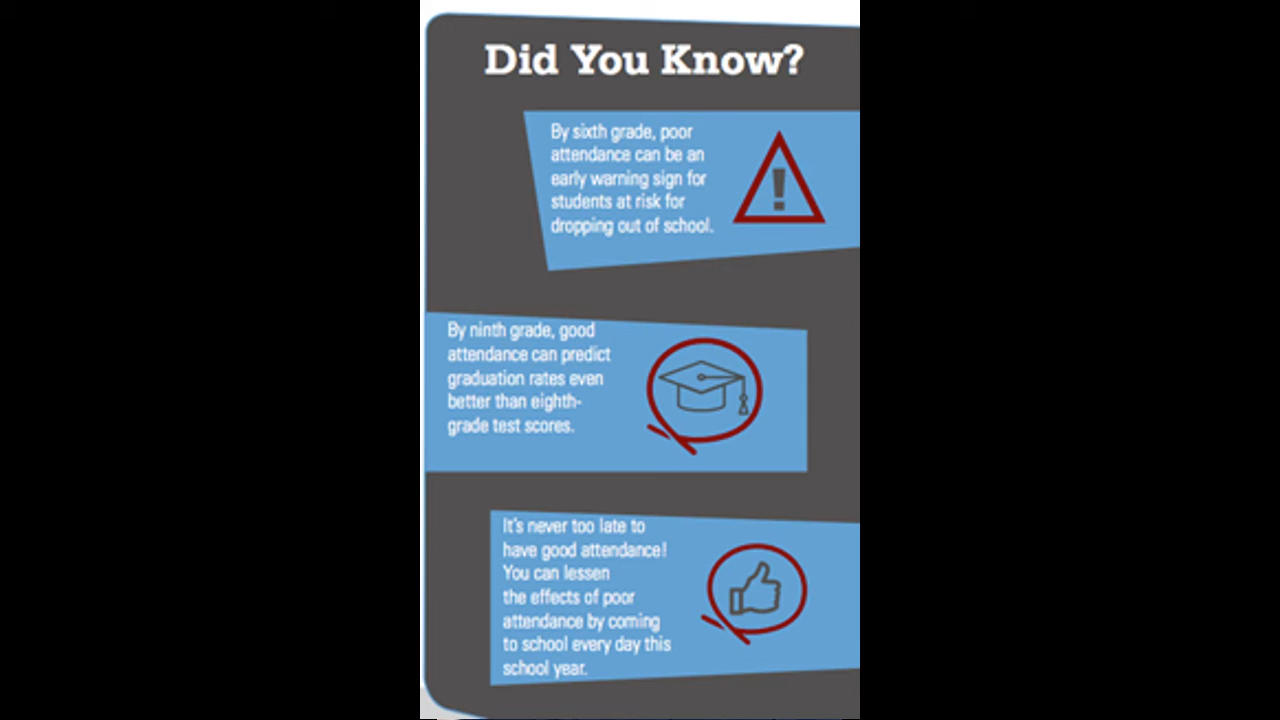 Did You Know?
By sixth grade, poor
attendance can be an
early warning sign for
students at risk for
dropping out of school.
By ninth grade, good
attendance can predict
graduation rates even
better than eighth-
grade test scores.
It's never too late to
have good attendance!
You can lessen
the effects of poor
attendance by coming
to school every day this
school year.